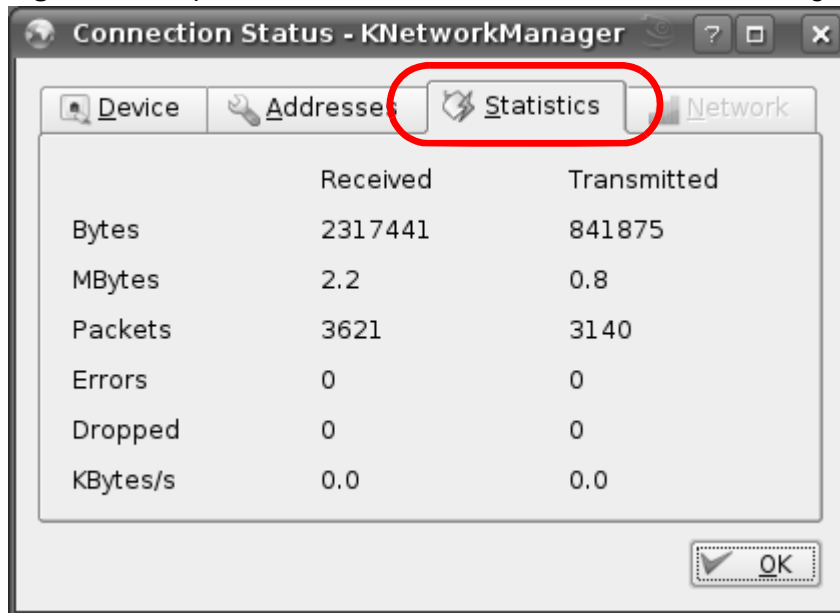 Connection Status - KNetworkManager ?
Device Addresses Statistics Network
Received Transmitted
Bytes 2317441 841875
MBytes 2.2 0.8
Packets 3621 3140
Errors 0 0
Dropped 0 0
KBytes/s 0.0 0.0
OK